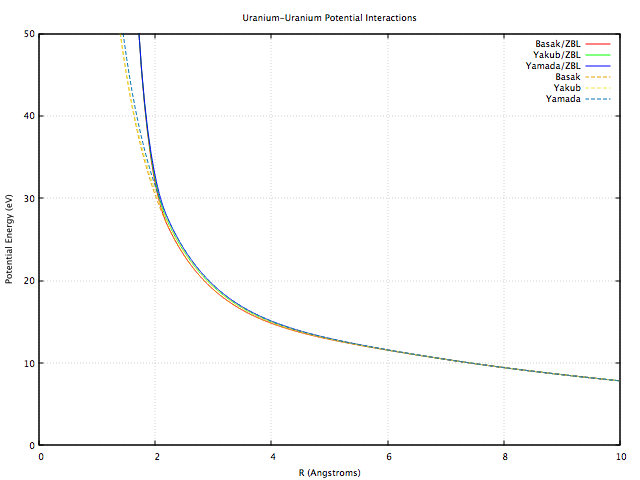 Uranium-Uranium Potential Interactions
Basak/ZBL
Yakub/ZBL
Yamada/ZBL
Basak
Yakub
Yamada
50
40
30
20
10
0
Potential Energy (eV)
0 2 4 6 8 10
R (Angstroms)